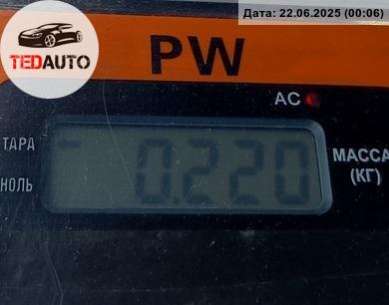 Дата: 22.06.2025 (00:06)
TEDAUTO
PW
AC
ТАРА
НОЛЬ
0.220
МАССА
(КГ)